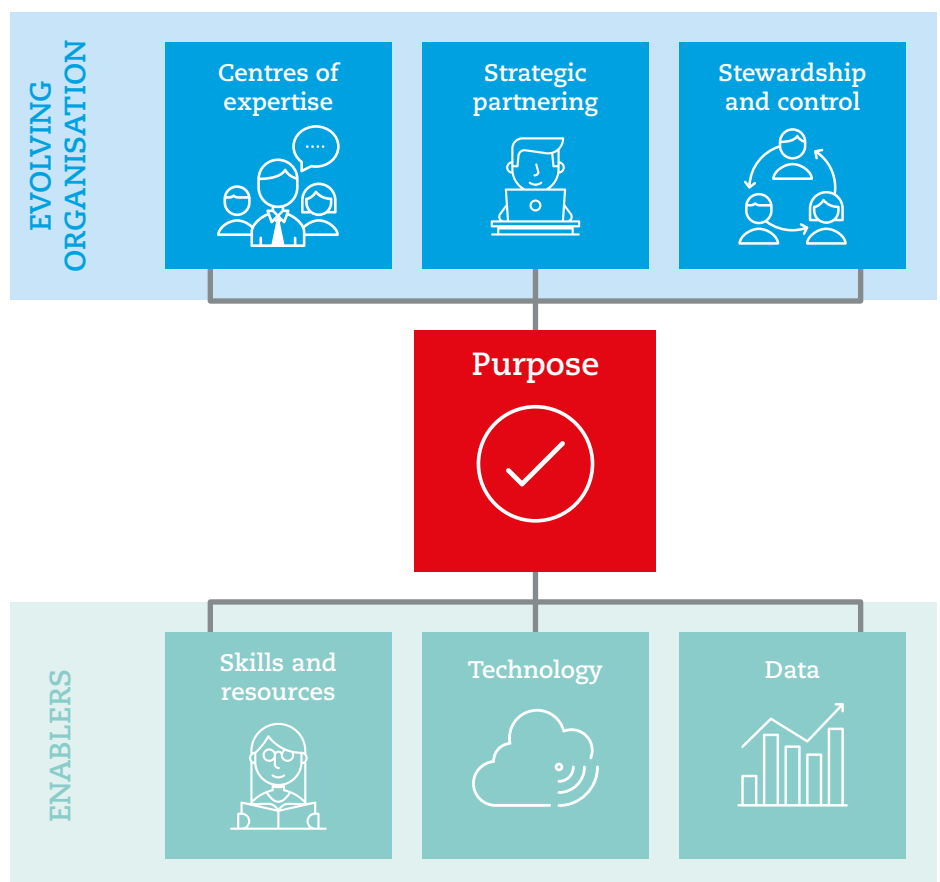 EVOLVING
ORGANISATION
Centres of
expertise
Strategic
partnering
Stewardship
and control
Purpose
ENABLERS
Skills and
resources
Technology
Data